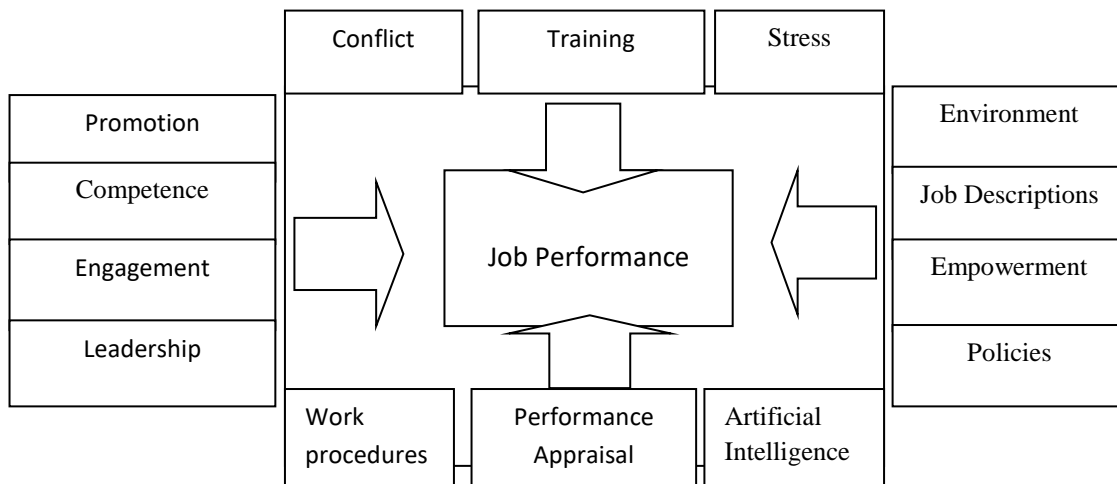 Conflict
Training
Stress
Promotion
Competence
Engagement
Leadership
Job Performance
Environment
Job Descriptions
Empowerment
Policies
Work
procedures
Performance
Appraisal
Artificial
Intelligence